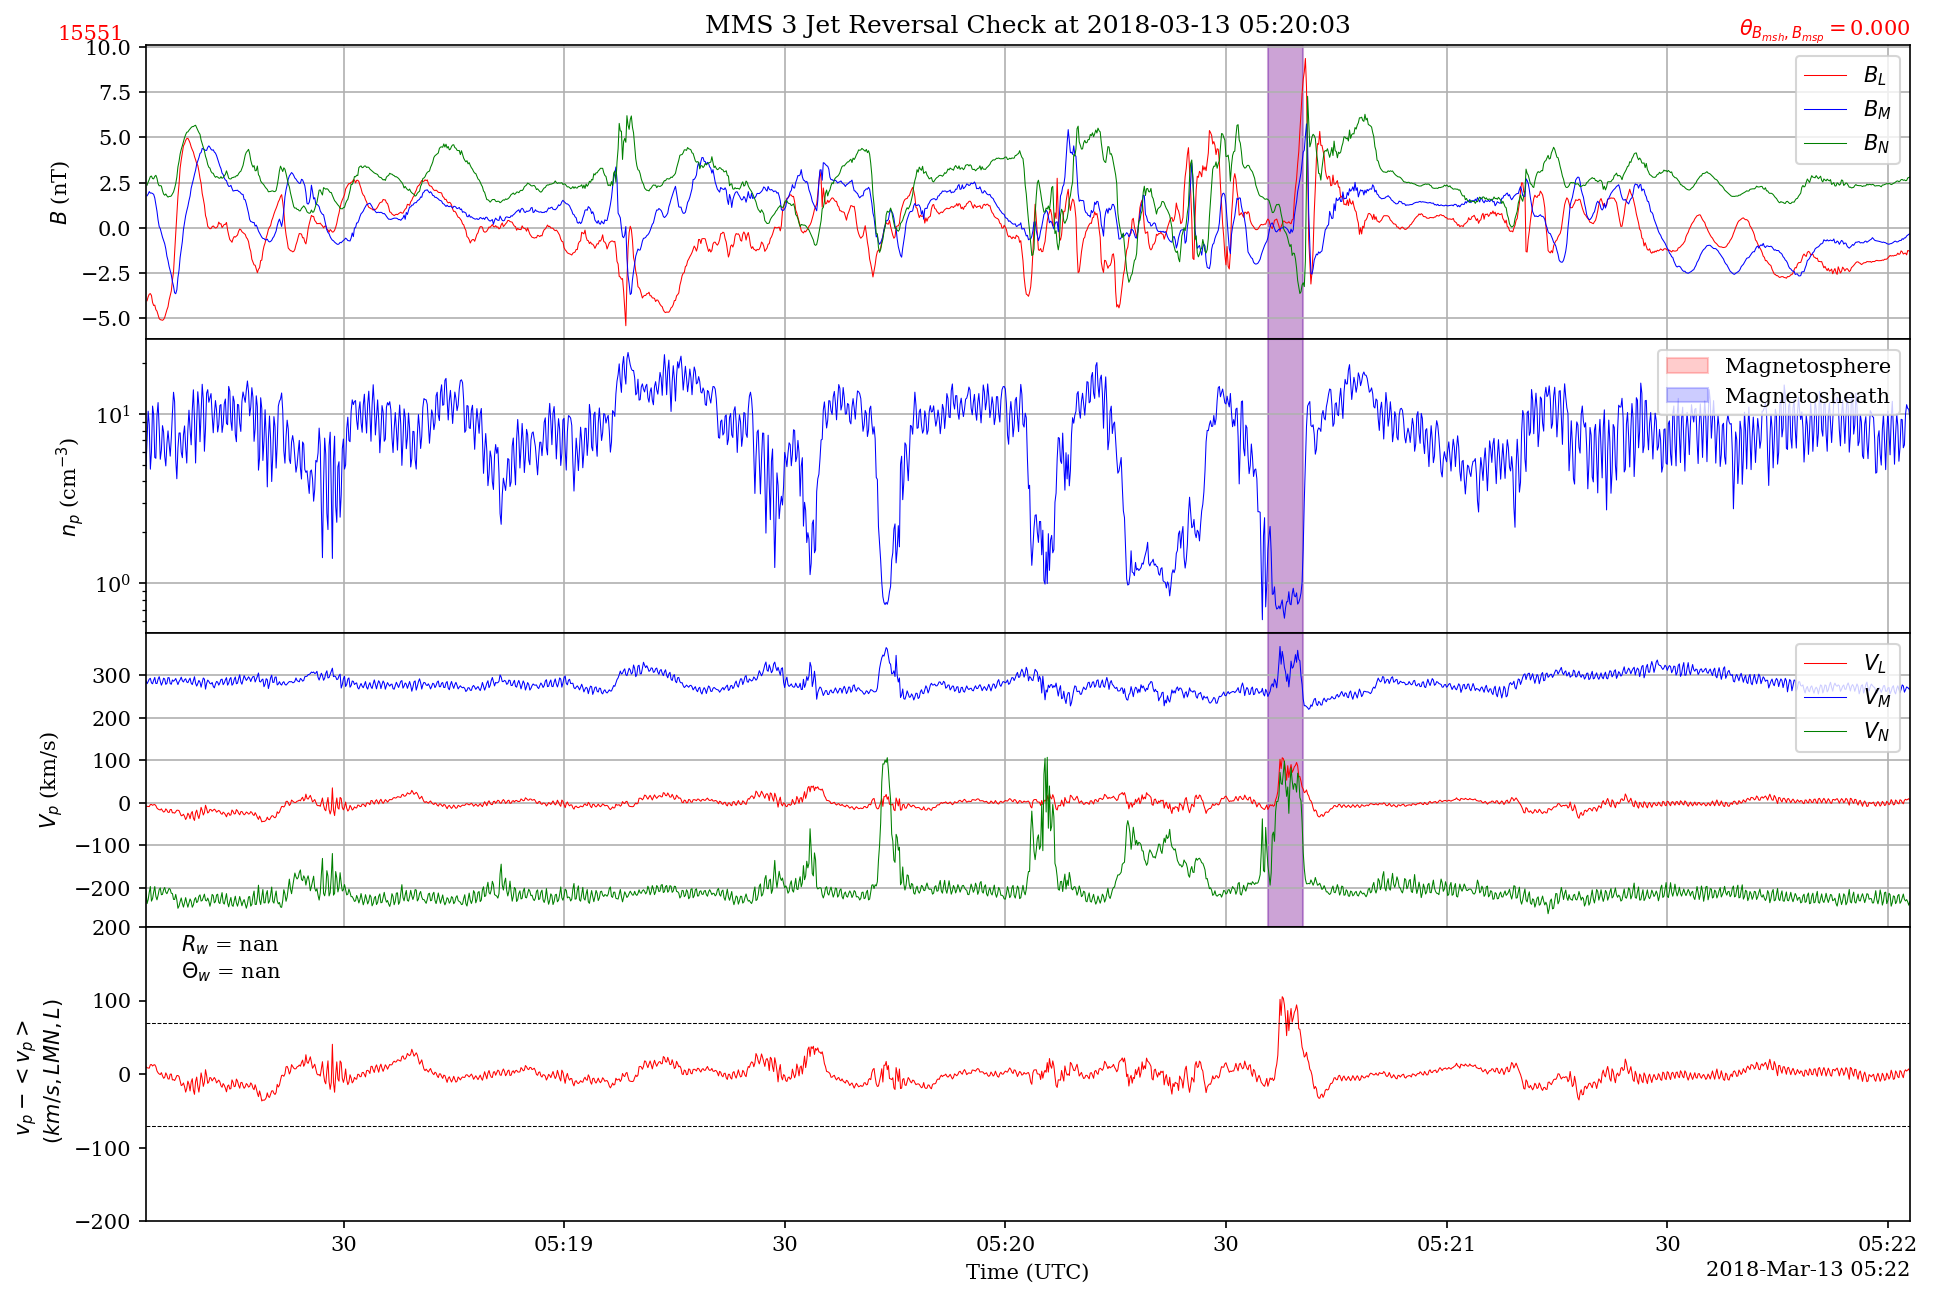 MMS 3 Jet Reversal Check at 2018-03-13 05:20:03
15551
θ_{B_{msh}, B_{msp}} = 0.000
10.0
7.5
5.0
2.5
0.0
−2.5
−5.0
B (nT)
B_L
B_M
B_N
10^1
10^0
n_p (cm^{−3})
Magnetosphere
Magnetosheath
300
200
100
0
−100
−200
V_p (km/s)
V_L
V_M
V_N
200
100
0
−100
−200
v_p − < v_p >
(km/s, LMN, L)
R_w = nan
Θ_w = nan
30
05:19
30
05:20
30
05:21
30
05:22
Time (UTC)
2018-Mar-13 05:22